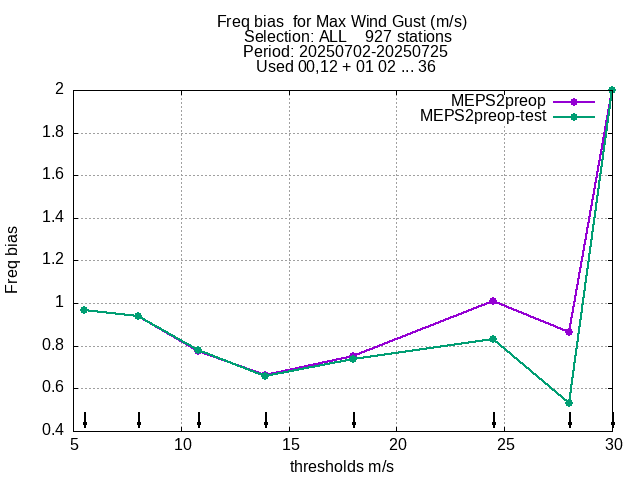 Freq bias  for Max Wind Gust (m/s)
Selection: ALL    927 stations
Period: 20250702-20250725
Used 00,12 + 01 02 ... 36
MEPS2preop
MEPS2preop-test
2
1.8
1.6
1.4
1.2
1
0.8
0.6
0.4
Freq bias
5 10 15 20 25 30
thresholds m/s